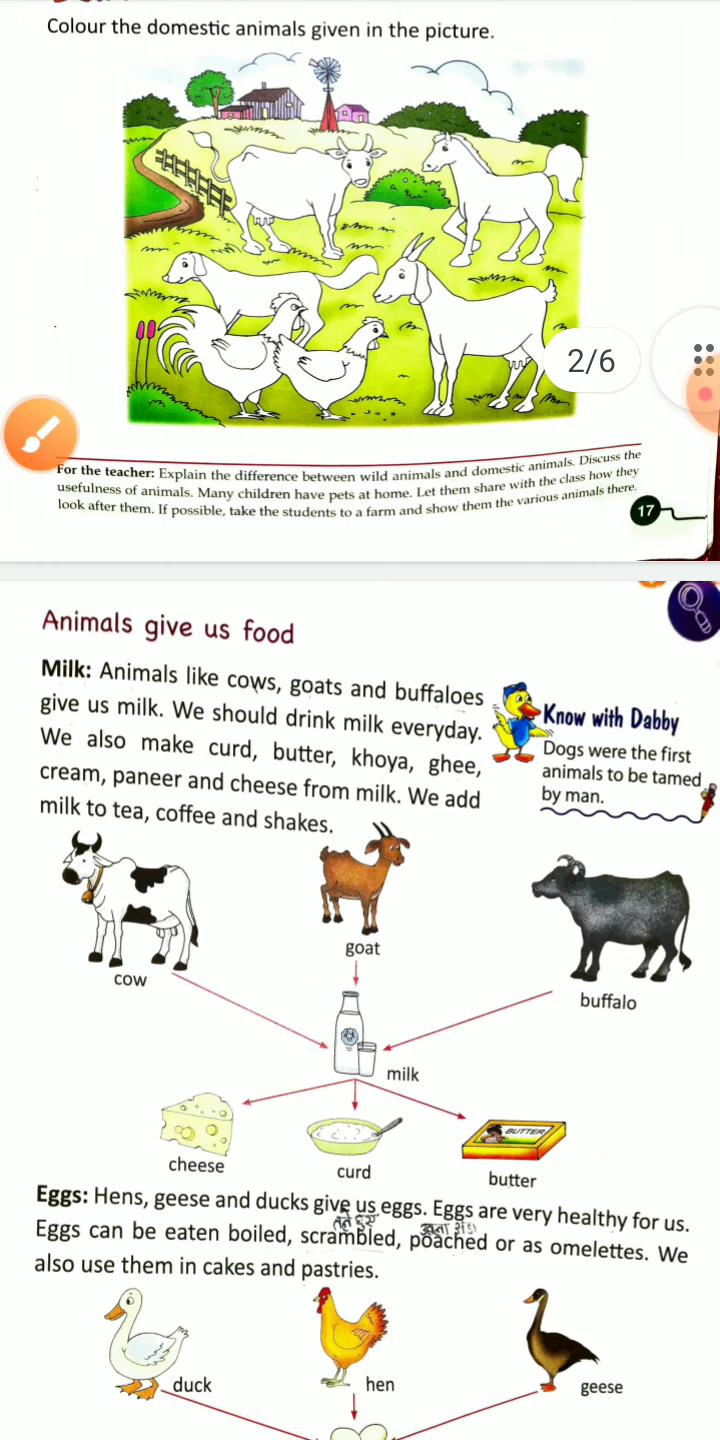 Colour the domestic animals given in the picture.
2/6
For the teacher: Explain the difference between wild animals and domestic animals. Discuss the
usefulness of animals. Many children have pets at home. Let them share with the class how they
look after them. If possible, take the students to a farm and show them the various animals there.
17
Animals give us food
Milk: Animals like cows, goats and buffaloes
give us milk. We should drink milk everyday.
We also make curd, butter, khoya, ghee,
cream, paneer and cheese from milk. We add
milk to tea, coffee and shakes.
Know with Dabby
Dogs were the first
animals to be tamed
by man.
cow
goat
buffalo
milk
cheese
curd
BUTTER
butter
Eggs: Hens, geese and ducks give us eggs. Eggs are very healthy for us.
Eggs can be eaten boiled, scrambled, poached or as omelettes. We
also use them in cakes and pastries.
duck
hen
geese